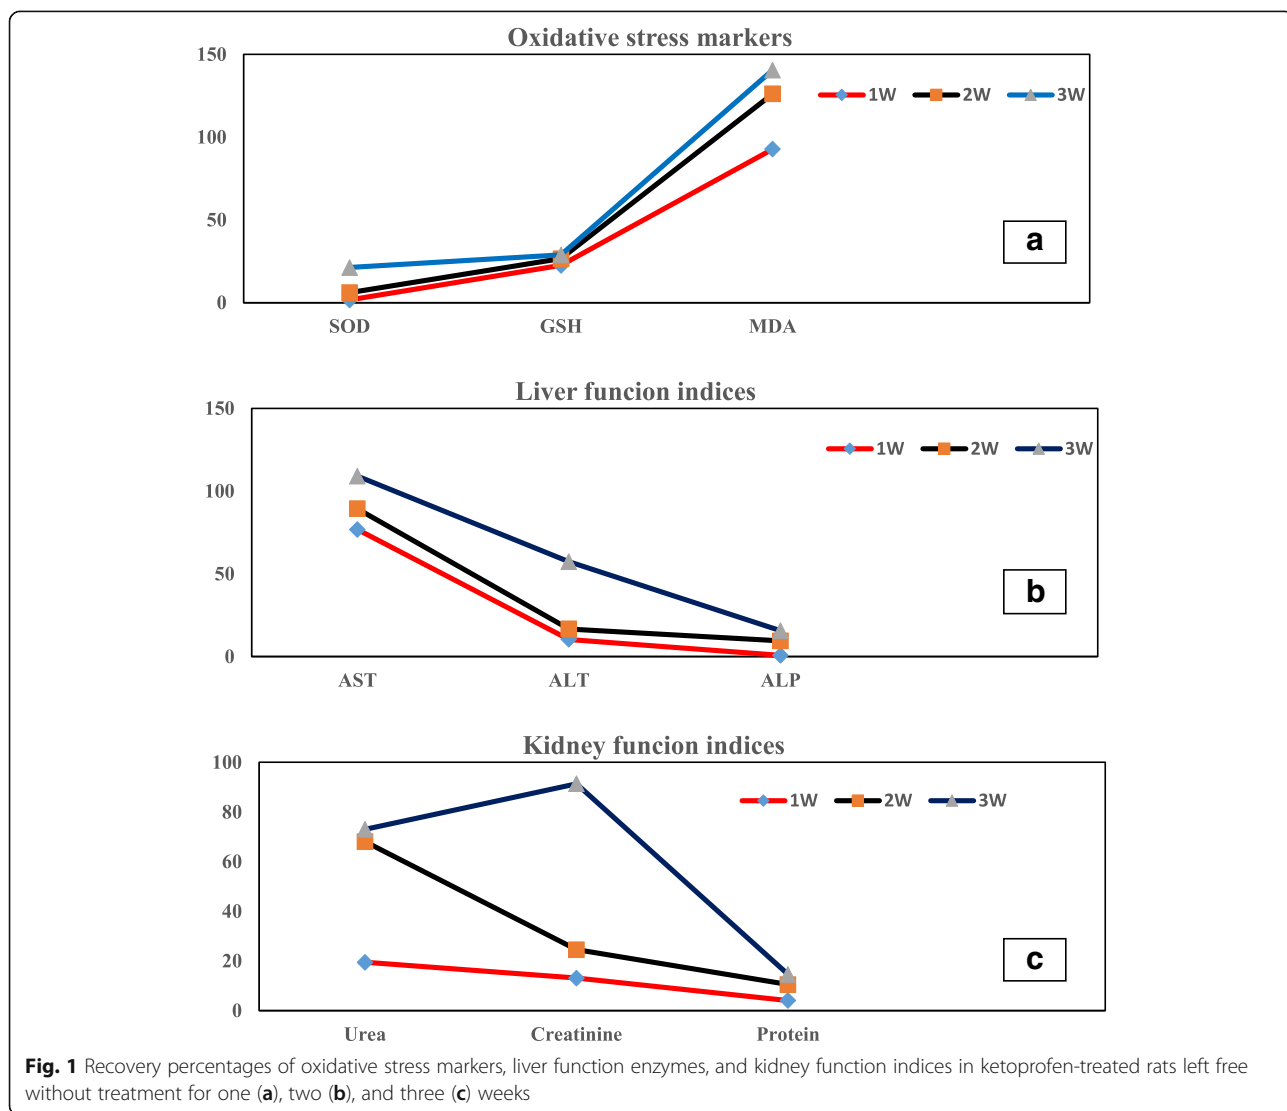 Oxidative stress markers
150
100
50
0
1W 2W 3W
a
SOD GSH MDA
Liver funcion indices
150
100
50
0
1W 2W 3W
b
AST ALT ALP
Kidney funcion indices
100
80
60
40
20
0
1W 2W 3W
c
Urea Creatinine Protein
Fig. 1 Recovery percentages of oxidative stress markers, liver function enzymes, and kidney function indices in ketoprofen-treated rats left free
without treatment for one (a), two (b), and three (c) weeks